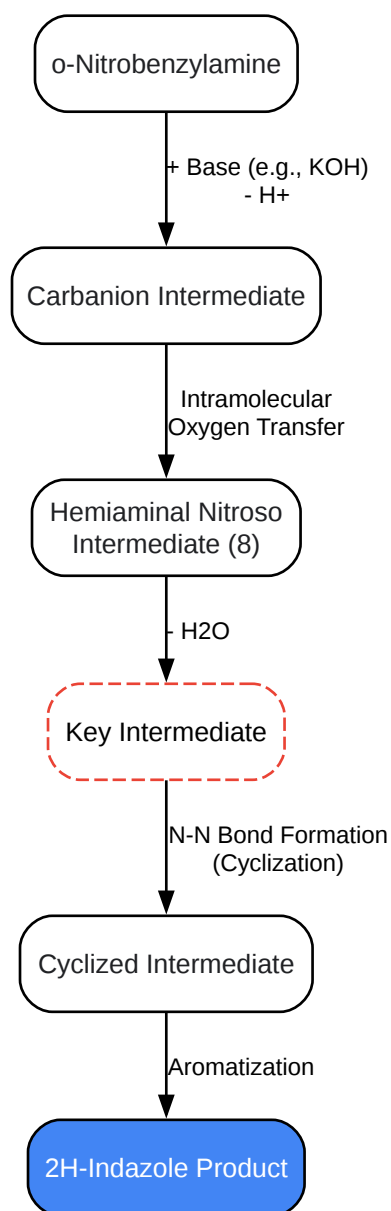 o-Nitrobenzylamine
+ Base (e.g., KOH)
- H+
Carbanion Intermediate
Intramolecular
Oxygen Transfer
Hemiaminal Nitroso
Intermediate (8)
- H2O
Key Intermediate
N-N Bond Formation
(Cyclization)
Cyclized Intermediate
Aromatization
2H-Indazole Product